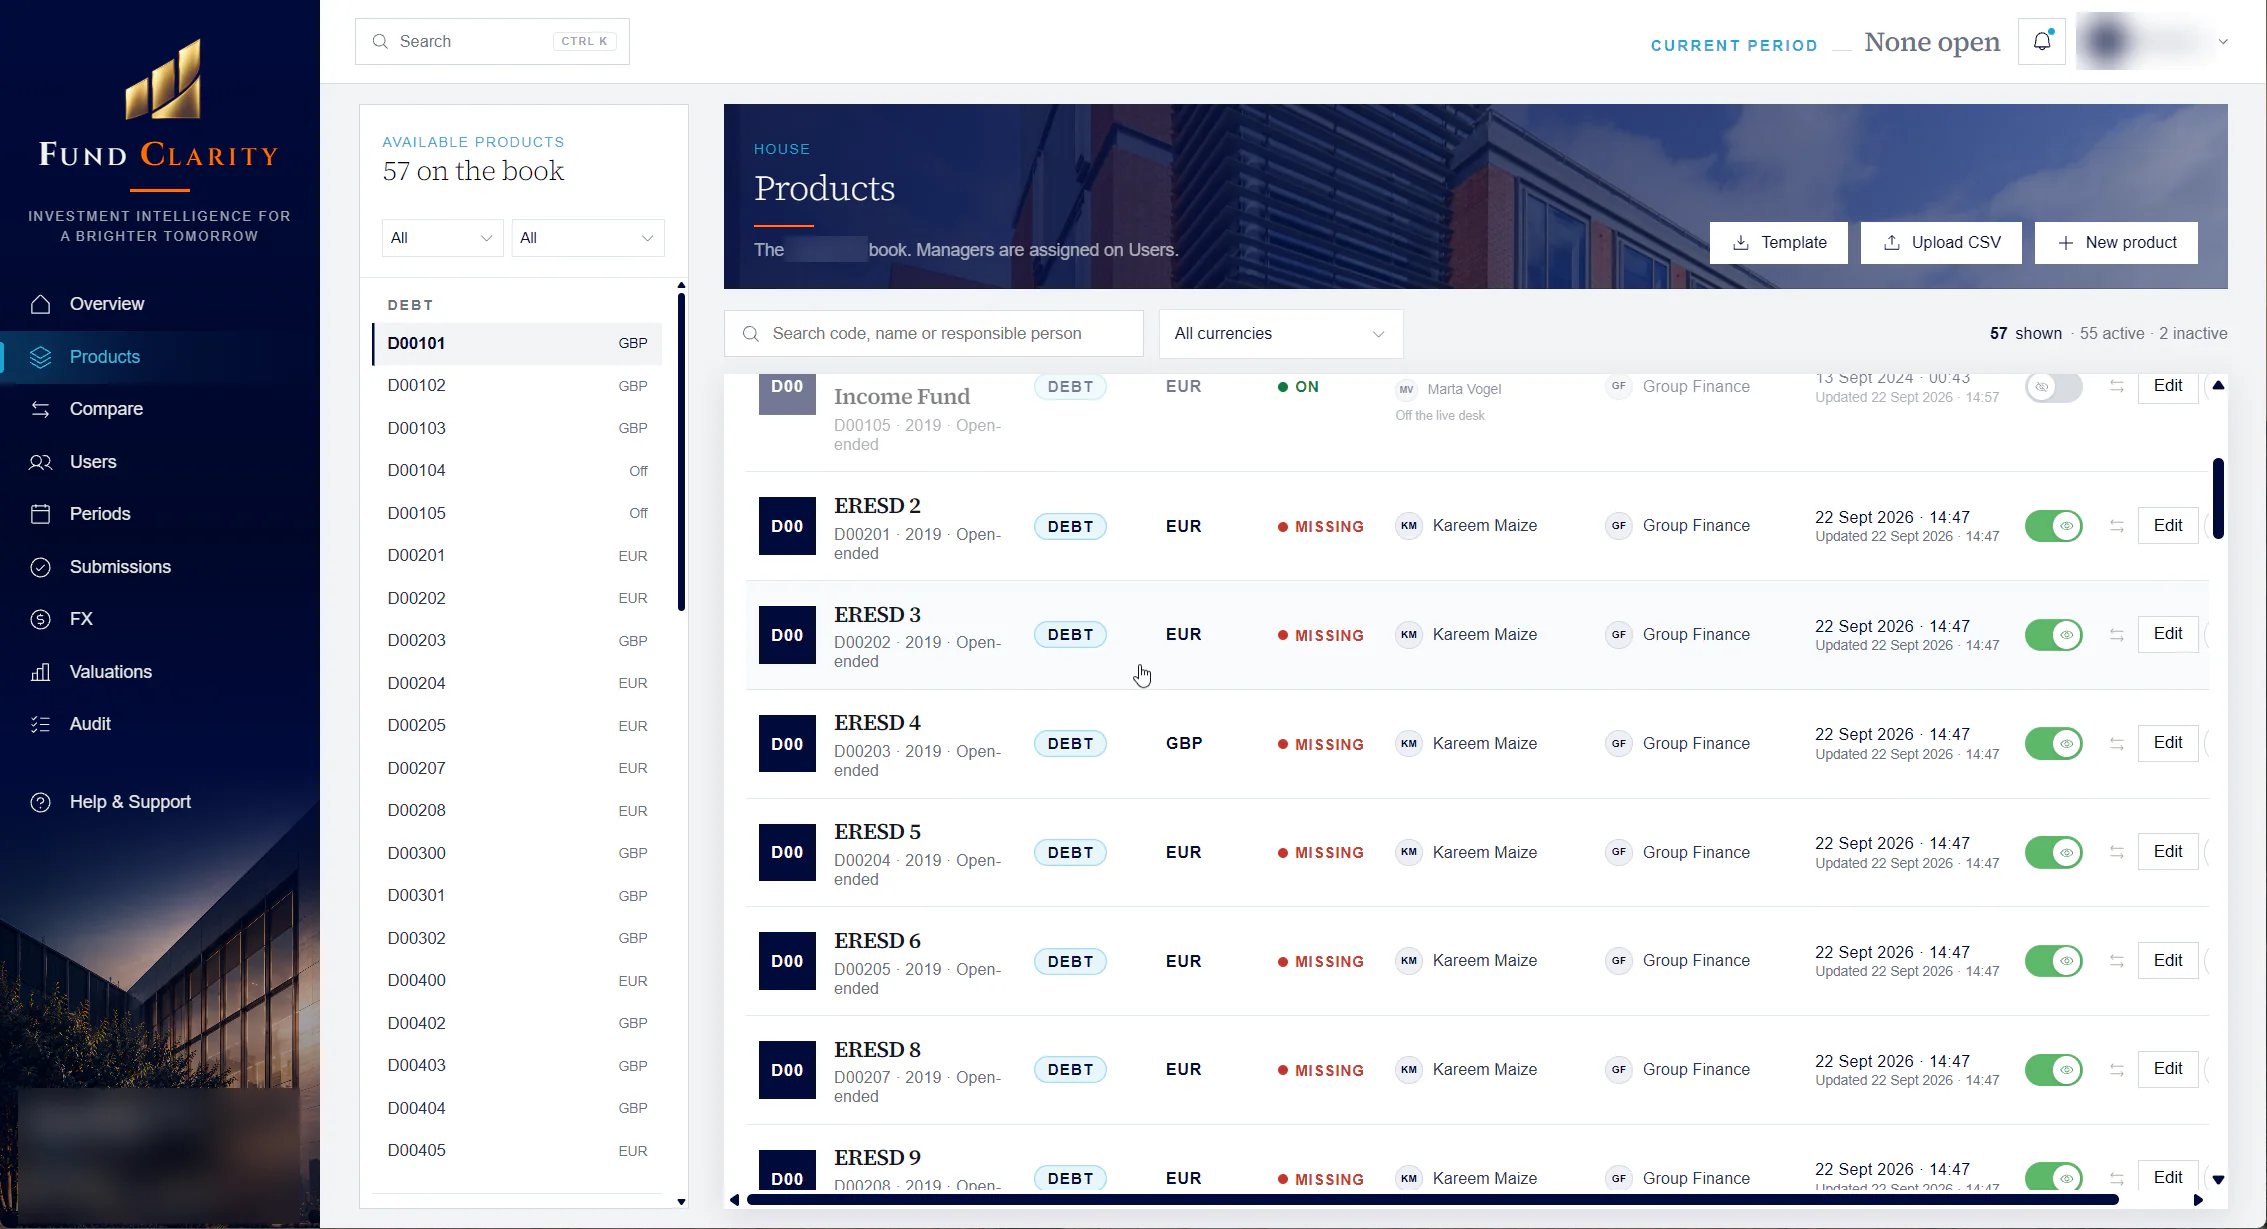 FUND CLARITY
INVESTMENT INTELLIGENCE FOR
A BRIGHTER TOMORROW
Overview
Products
Compare
Users
Periods
Submissions
FX
Valuations
Audit
Help & Support
Search CTRL K
CURRENT PERIOD None open
AVAILABLE PRODUCTS
57 on the book
All All
DEBT
D00101 GBP
D00102 GBP
D00103 GBP
D00104 Off
D00105 Off
D00201 EUR
D00202 EUR
D00203 GBP
D00204 EUR
D00205 EUR
D00207 EUR
D00208 EUR
D00300 GBP
D00301 GBP
D00302 GBP
D00400 EUR
D00402 GBP
D00403 GBP
D00404 GBP
D00405 EUR
HOUSE
Products
The book. Managers are assigned on Users.
Template Upload CSV New product
Search code, name or responsible person
All currencies
57 shown · 55 active · 2 inactive
D00 Income Fund DEBT EUR ON MV Marta Vogel GF Group Finance 13 Sept 2024 · 00:43 Edit
Off the live desk Updated 22 Sept 2026 · 14:57
D00105 · 2019 · Open-
ended
D00 ERESD 2 DEBT EUR MISSING KM Kareem Maize GF Group Finance 22 Sept 2026 · 14:47 Edit
D00201 · 2019 · Open- Updated 22 Sept 2026 · 14:47
ended
D00 ERESD 3 DEBT EUR MISSING KM Kareem Maize GF Group Finance 22 Sept 2026 · 14:47 Edit
D00202 · 2019 · Open- Updated 22 Sept 2026 · 14:47
ended
D00 ERESD 4 DEBT GBP MISSING KM Kareem Maize GF Group Finance 22 Sept 2026 · 14:47 Edit
D00203 · 2019 · Open- Updated 22 Sept 2026 · 14:47
ended
D00 ERESD 5 DEBT EUR MISSING KM Kareem Maize GF Group Finance 22 Sept 2026 · 14:47 Edit
D00204 · 2019 · Open- Updated 22 Sept 2026 · 14:47
ended
D00 ERESD 6 DEBT EUR MISSING KM Kareem Maize GF Group Finance 22 Sept 2026 · 14:47 Edit
D00205 · 2019 · Open- Updated 22 Sept 2026 · 14:47
ended
D00 ERESD 8 DEBT EUR MISSING KM Kareem Maize GF Group Finance 22 Sept 2026 · 14:47 Edit
D00207 · 2019 · Open- Updated 22 Sept 2026 · 14:47
ended
D00 ERESD 9 DEBT EUR MISSING KM Kareem Maize GF Group Finance 22 Sept 2026 · 14:47 Edit
D00208 · 2019 · Open- Updated 22 Sept 2026 · 14:47